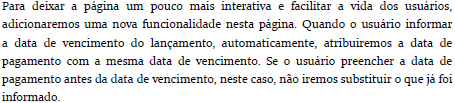 Para deixar a página um pouco mais interativa e facilitar a vida dos usuários,
adicionaremos uma nova funcionalidade nesta página. Quando o usuário informar
a data de vencimento do lançamento, automaticamente, atribuiremos a data de
pagamento com a mesma data de vencimento. Se o usuário preencher a data de
pagamento antes da data de vencimento, neste caso, não iremos substituir o que já foi
informado.